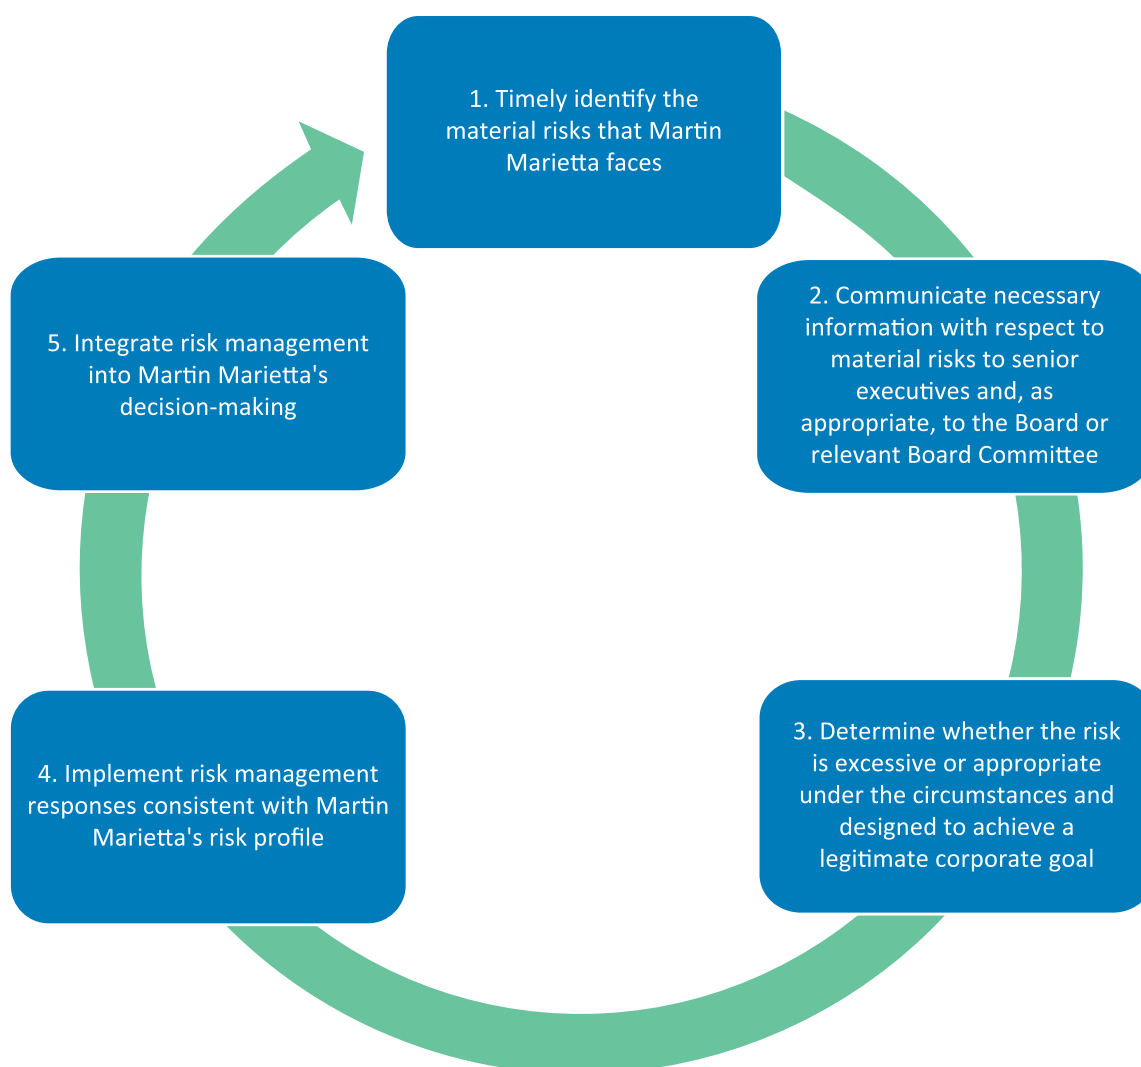 1. Timely identify the
material risks that Martin
Marietta faces
2. Communicate necessary
information with respect to
material risks to senior
executives and, as
appropriate, to the Board or
relevant Board Committee
3. Determine whether the risk
is excessive or appropriate
under the circumstances and
designed to achieve a
legitimate corporate goal
4. Implement risk management
responses consistent with Martin
Marietta's risk profile
5. Integrate risk management
into Martin Marietta's
decision-making